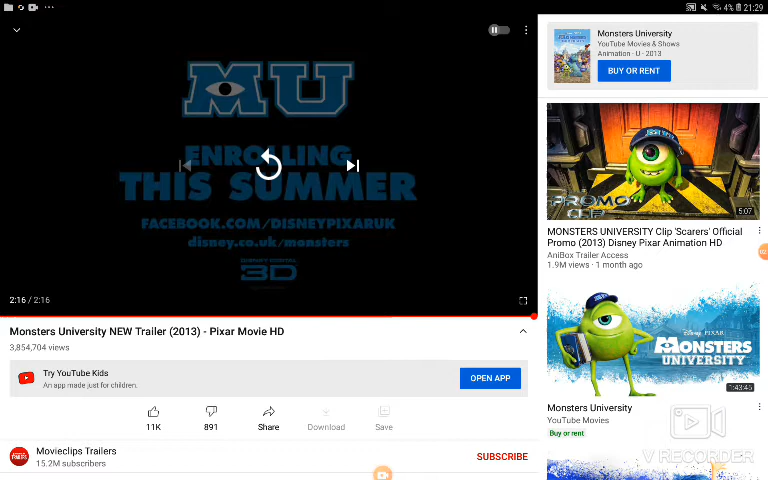 4% 21:29
MU
ENROLLING
THIS SUMMER
FACEBOOK.COM/DISNEYPIXARUK
disney.co.uk/monsters
DISNEY DIGITAL
3D
2:16 / 2:16
Monsters University NEW Trailer (2013) - Pixar Movie HD
3,854,704 views
Try YouTube Kids
An app made just for children.
OPEN APP
11K
891
Share
Download
Save
Movieclips Trailers
15.2M subscribers
SUBSCRIBE
Monsters University
YouTube Movies & Shows
Animation - U - 2013
BUY OR RENT
PROMO
CLIP
5:07
MONSTERS UNIVERSITY Clip 'Scarers' Official
Promo (2013) Disney Pixar Animation HD
AniBox Trailer Access
1.9M views · 1 month ago
Disney PIXAR
MONSTERS
UNIVERSITY
1:43:45
Monsters University
YouTube Movies
Buy or rent
V RECORDER